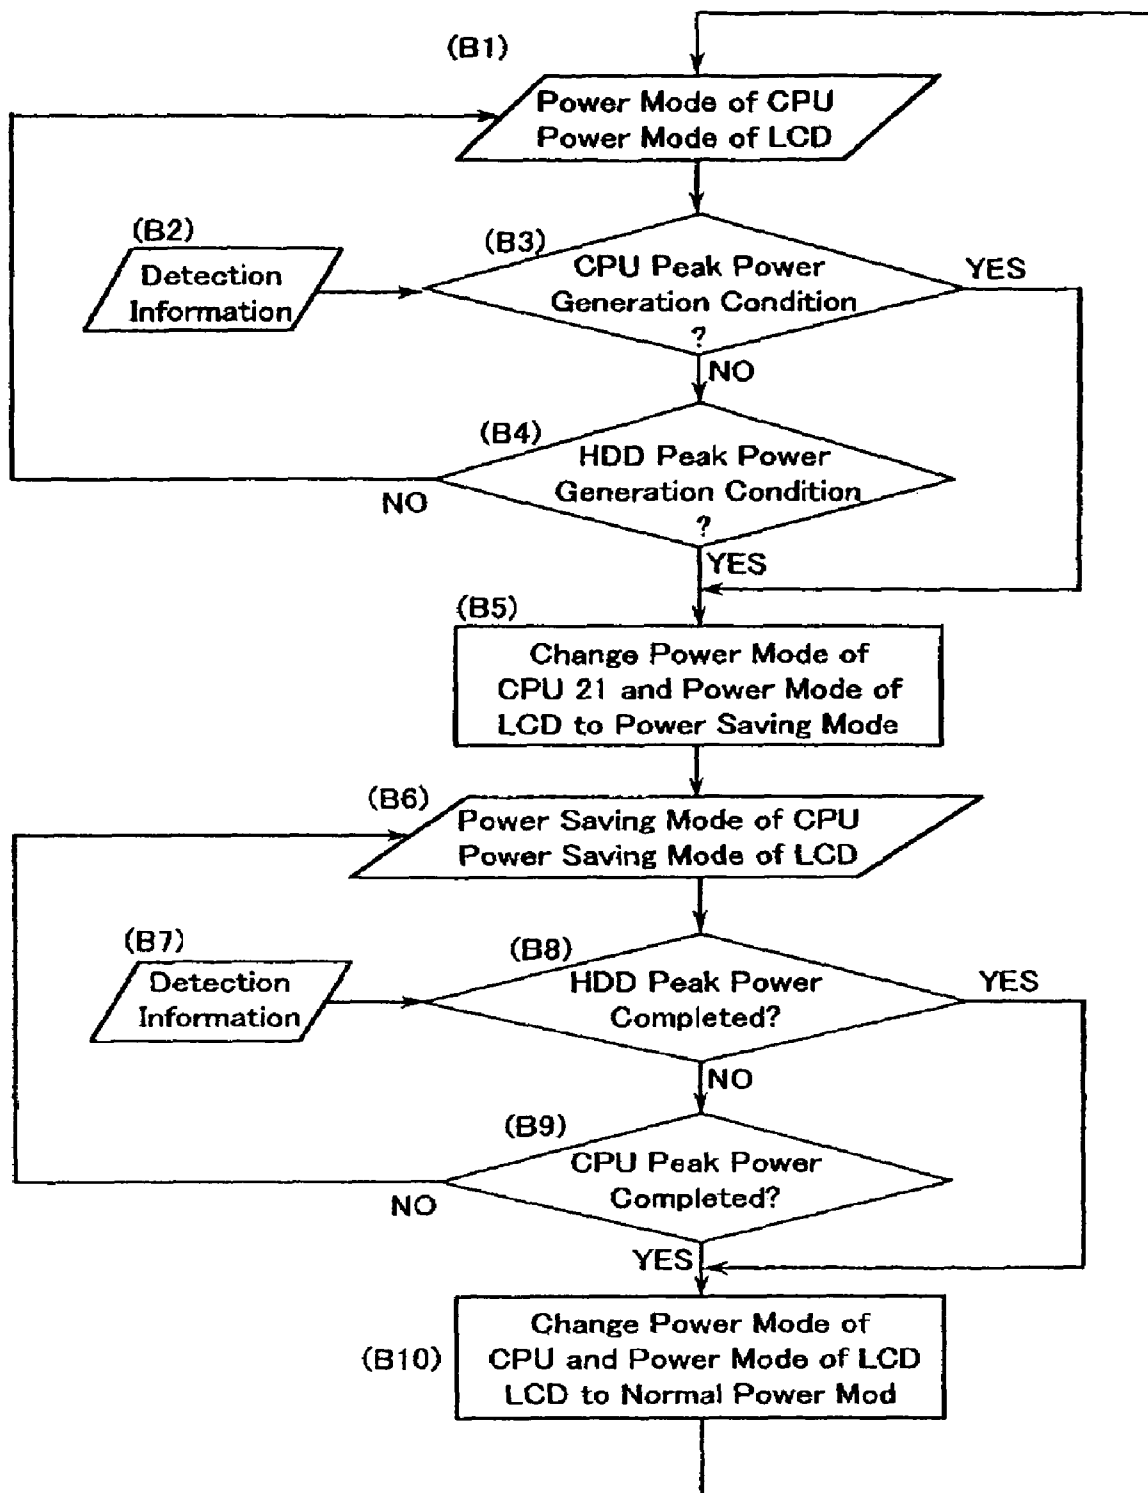 (B1)
Power Mode of CPU
Power Mode of LCD
(B2)
Detection
Information
(B3)
CPU Peak Power
Generation Condition
?
YES
NO
(B4)
HDD Peak Power
Generation Condition
?
NO
YES
(B5)
Change Power Mode of
CPU 21 and Power Mode of
LCD to Power Saving Mode
(B6)
Power Saving Mode of CPU
Power Saving Mode of LCD
(B7)
Detection
Information
(B8)
HDD Peak Power
Completed?
YES
NO
(B9)
CPU Peak Power
Completed?
NO
YES
(B10)
Change Power Mode of
CPU and Power Mode of LCD
LCD to Normal Power Mod